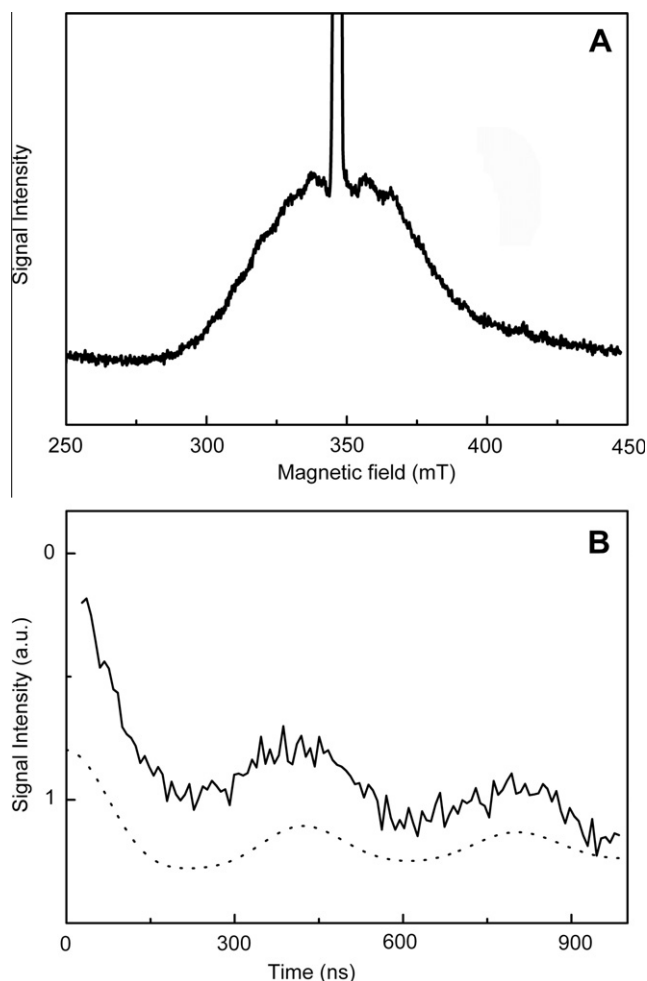 A
Signal Intensity
250 300 350 400 450
Magnetic field (mT)
B
0
Signal Intensity (a.u.)
1
0 300 600 900
Time (ns)